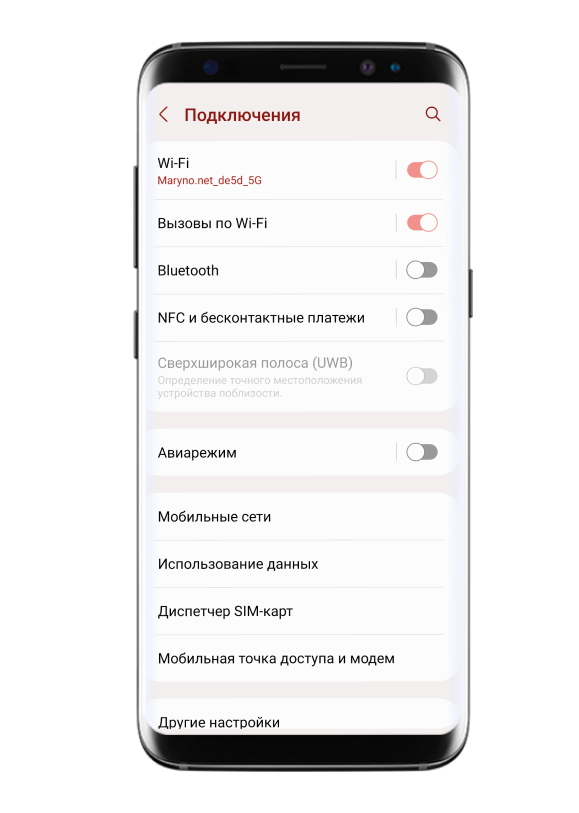 Подключения
Wi-Fi
Maryno.net_de5d_5G
Вызовы по Wi-Fi
Bluetooth
NFC и бесконтактные платежи
Сверхширокая полоса (UWB)
Определение точного местоположения
устройства поблизости.
Авиарежим
Мобильные сети
Использование данных
Диспетчер SIM-карт
Мобильная точка доступа и модем
Другие настройки